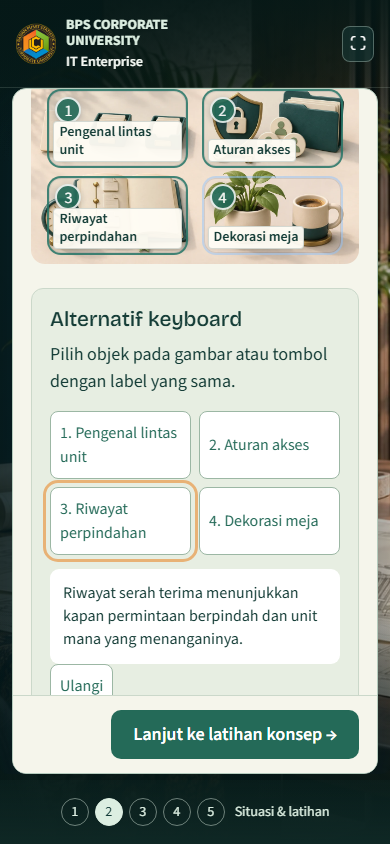 BPS CORPORATE
UNIVERSITY
IT Enterprise
1
Pengenal lintas
unit
2
Aturan akses
3
Riwayat
perpindahan
4
Dekorasi meja
Alternatif keyboard
Pilih objek pada gambar atau tombol
dengan label yang sama.
1. Pengenal lintas
unit
2. Aturan akses
3. Riwayat
perpindahan
4. Dekorasi meja
Riwayat serah terima menunjukkan
kapan permintaan berpindah dan unit
mana yang menanganinya.
Ulangi
Lanjut ke latihan konsep →
1 2 3 4 5 Situasi & latihan